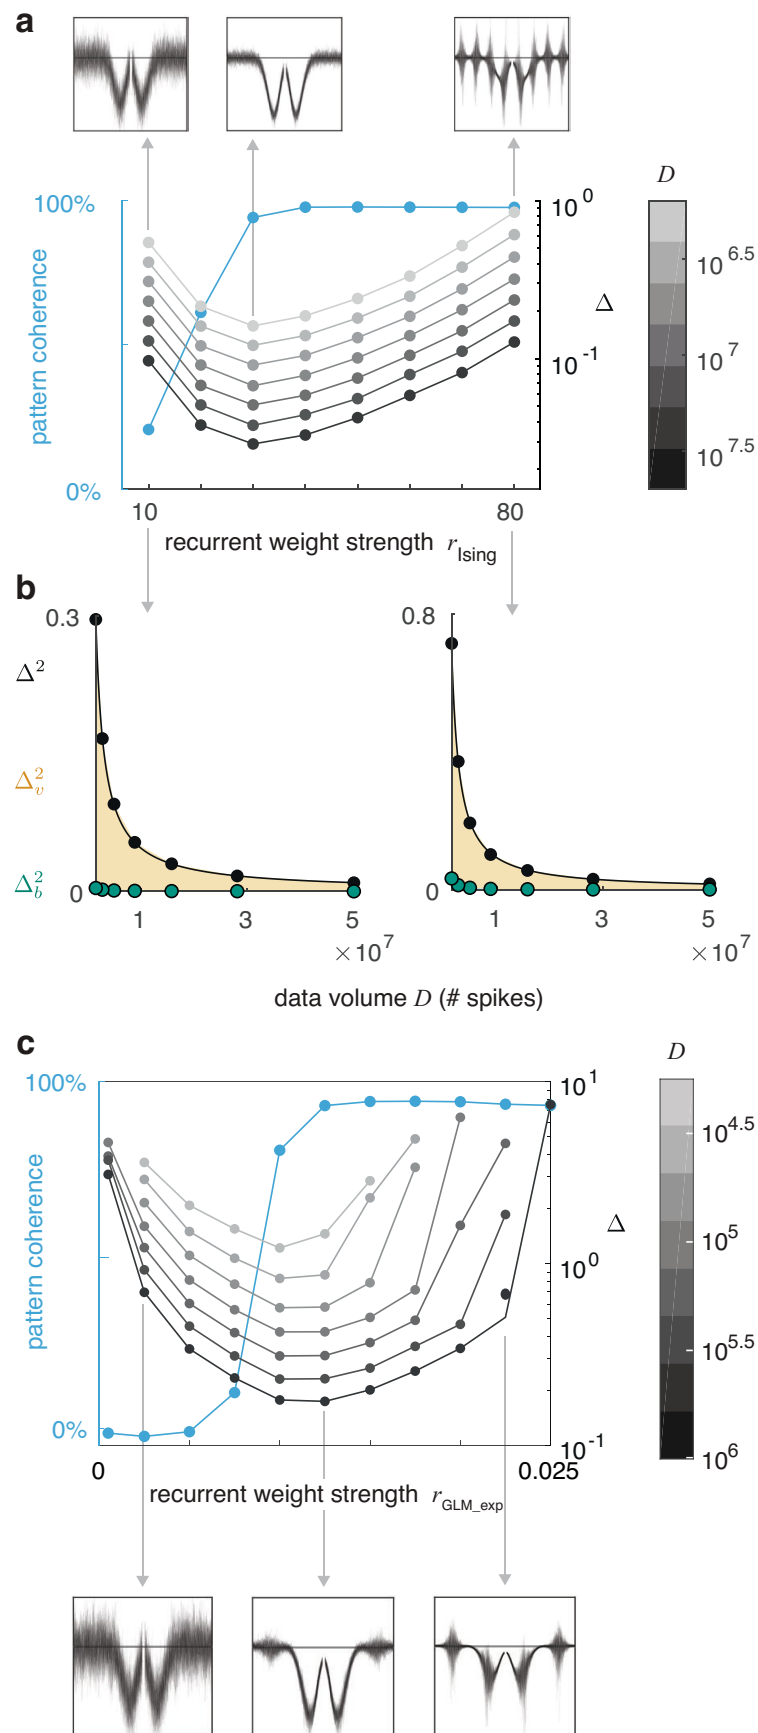 a
D
100%
10^0
10^6.5
pattern coherence
Δ
10^-1
10^7
10^7.5
0%
10
80
recurrent weight strength r_Ising
b
0.3
0.8
Δ^2
Δ_v^2
Δ_b^2
0
0
1
3
5
1
3
5
×10^7
×10^7
data volume D (# spikes)
c
D
100%
10^1
10^4.5
pattern coherence
Δ
10^5
10^0
10^5.5
0%
10^-1
10^6
0
0.025
recurrent weight strength r_GLM_exp